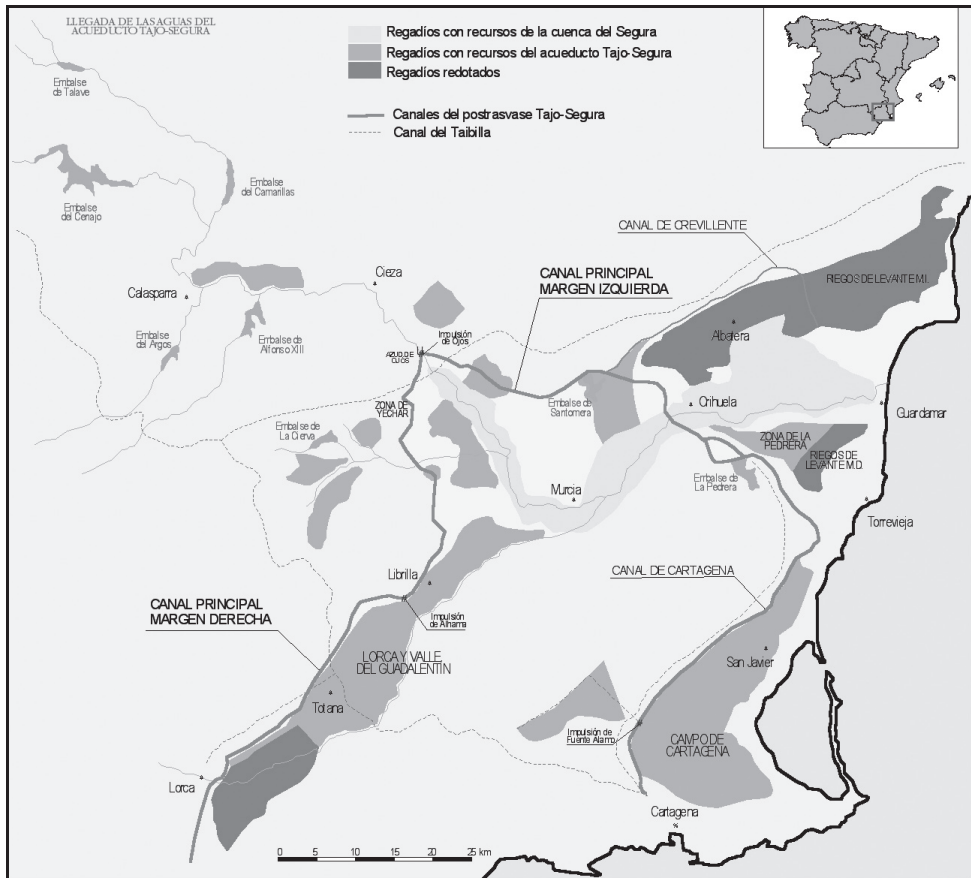 LLEGADA DE LAS AGUAS DEL
ACUEDUCTO TAJO-SEGURA
Regadíos con recursos de la cuenca del Segura
Regadíos con recursos del acueducto Tajo-Segura
Regadíos redotados
Canales del postrasvase Tajo-Segura
Canal del Taibilla
Embalse
de Talave
Embalse
del Cenajo
Embalse
del Camarillas
CANAL DE CREVILLENTE
Cieza
CANAL PRINCIPAL
MARGEN IZQUIERDA
RIEGOS DE LEVANTE M.I.
Calasparra
Embalse
del Argos
Embalse de
Alfonso XIII
Impulsión
de Ojos
AZUD DE
OJOS
Albatera
ZONA DE
YECHAR
Embalse de
Santomera
Orihuela
Guardamar
Embalse de
La Cierva
ZONA DE LA
PEDRERA
RIEGOS DE
LEVANTE M.D.
Embalse de
La Pedrera
Murcia
Torrevieja
Librilla
CANAL DE CARTAGENA
CANAL PRINCIPAL
MARGEN DERECHA
Impulsión
de Alhama
LORCA Y VALLE
DEL GUADALENTÍN
San Javier
Totana
Impulsión de
Fuente Alamo
CAMPO DE
CARTAGENA
Lorca
Cartagena
0 5 10 15 20 25 km